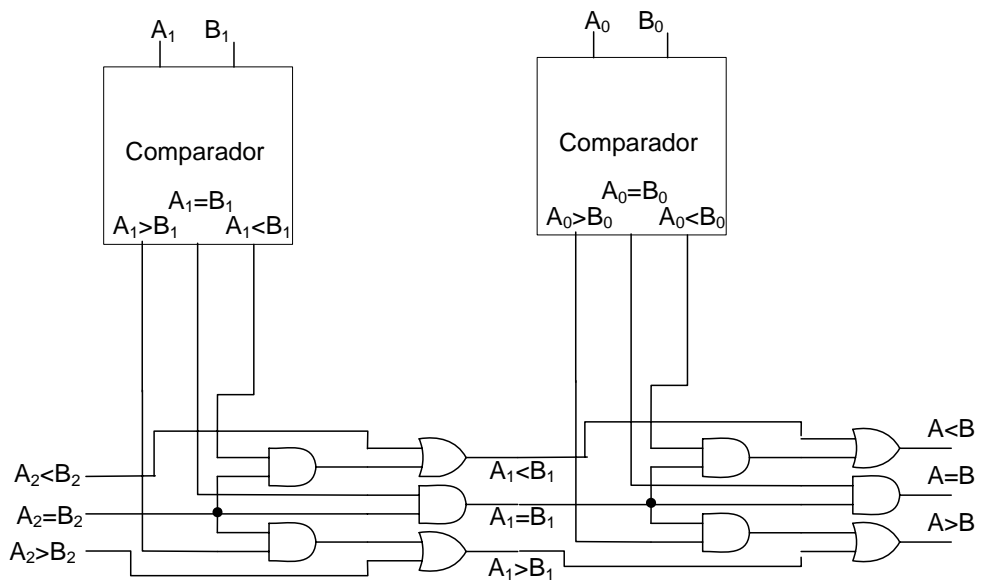 A₁ B₁
Comparador
A₁=B₁
A₁>B₁ A₁<B₁
A₀ B₀
Comparador
A₀=B₀
A₀>B₀ A₀<B₀
A₂<B₂
A₂=B₂
A₂>B₂
A₁<B₁
A₁=B₁
A₁>B₁
A<B
A=B
A>B